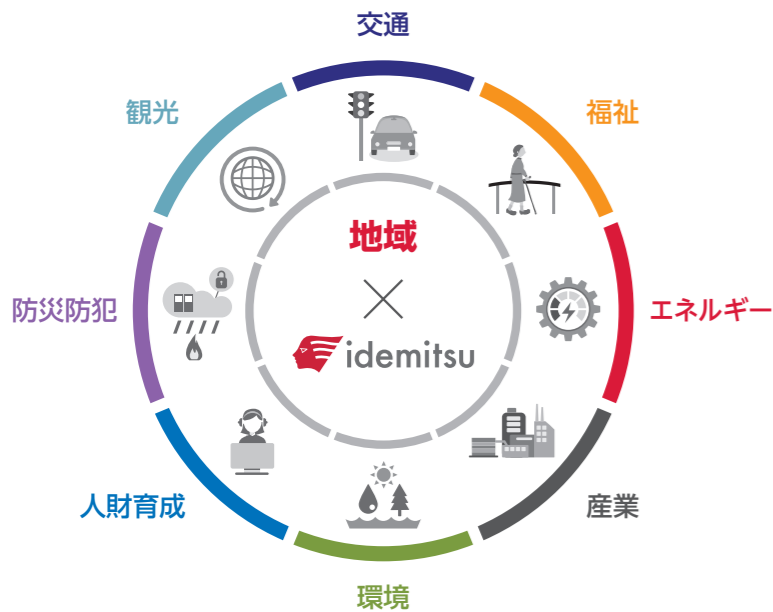 交通
観光
福祉
地域
×
防災防犯
エネルギー
idemitsu
人財育成
産業
環境